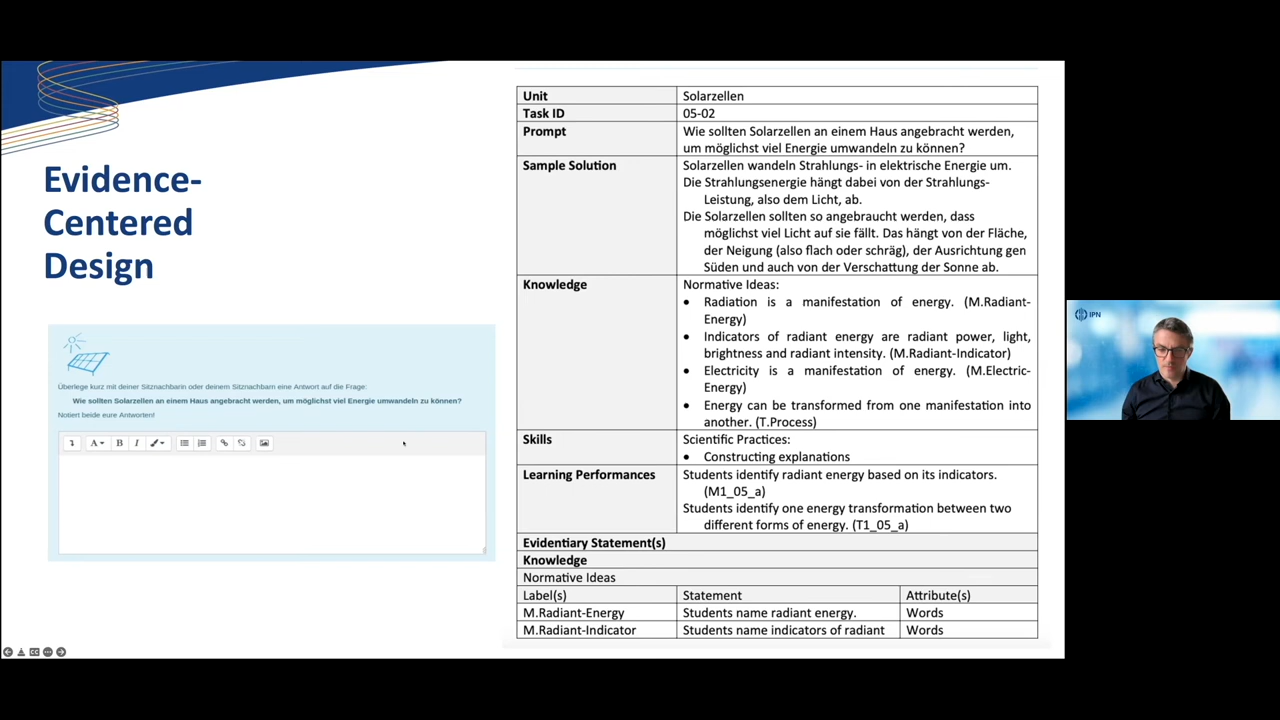 Evidence-
Centered
Design
Überlege kurz mit deiner Sitznachbarin oder deinem Sitznachbarn eine Antwort auf die Frage:
Wie sollten Solarzellen an einem Haus angebracht werden, um möglichst viel Energie umwandeln zu können?
Notiert beide eure Antworten!
A B I
Unit Solarzellen
Task ID 05-02
Prompt Wie sollten Solarzellen an einem Haus angebracht werden,
um möglichst viel Energie umwandeln zu können?
Sample Solution Solarzellen wandeln Strahlungs- in elektrische Energie um.
Die Strahlungsenergie hängt dabei von der Strahlungs-
Leistung, also dem Licht, ab.
Die Solarzellen sollten so angebraucht werden, dass
möglichst viel Licht auf sie fällt. Das hängt von der Fläche,
der Neigung (also flach oder schräg), der Ausrichtung gen
Süden und auch von der Verschattung der Sonne ab.
Knowledge Normative Ideas:
• Radiation is a manifestation of energy. (M.Radiant-
Energy)
• Indicators of radiant energy are radiant power, light,
brightness and radiant intensity. (M.Radiant-Indicator)
• Electricity is a manifestation of energy. (M.Electric-
Energy)
• Energy can be transformed from one manifestation into
another. (T.Process)
Skills Scientific Practices:
• Constructing explanations
Learning Performances Students identify radiant energy based on its indicators.
(M1_05_a)
Students identify one energy transformation between two
different forms of energy. (T1_05_a)
Evidentiary Statement(s)
Knowledge
Normative Ideas
Label(s) Statement Attribute(s)
M.Radiant-Energy Students name radiant energy. Words
M.Radiant-Indicator Students name indicators of radiant Words
IPN